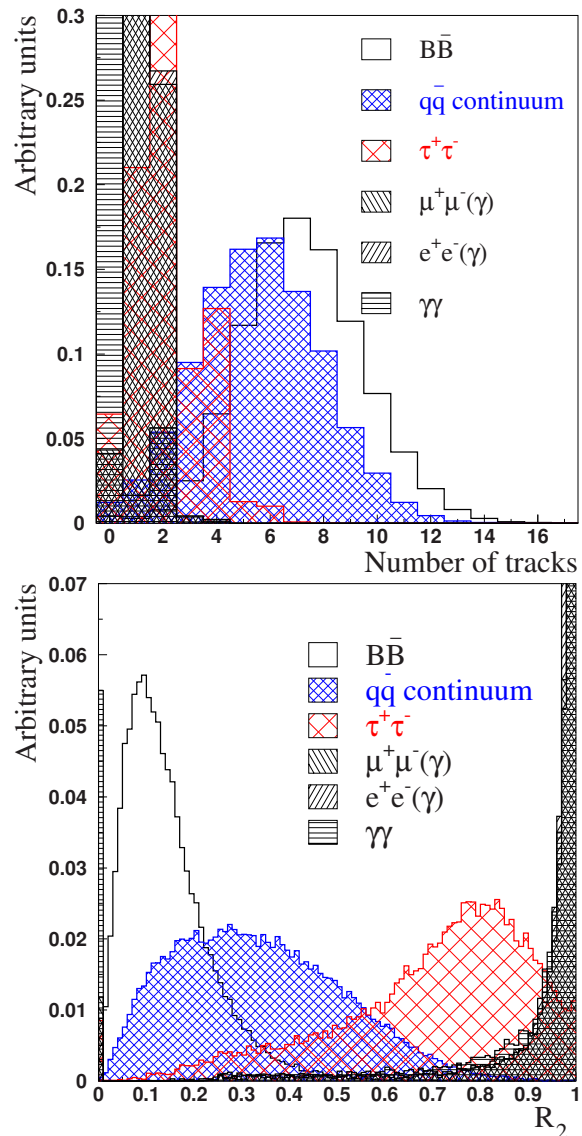 Arbitrary units
0.3
0.25
0.2
0.15
0.1
0.05
0
0 2 4 6 8 10 12 14 16
Number of tracks
BB̄
qq̄ continuum
τ⁺τ⁻
μ⁺μ⁻(γ)
e⁺e⁻(γ)
γγ
Arbitrary units
0.07
0.06
0.05
0.04
0.03
0.02
0.01
0
0 0.1 0.2 0.3 0.4 0.5 0.6 0.7 0.8 0.9 1
R₂
BB̄
qq̄ continuum
τ⁺τ⁻
μ⁺μ⁻(γ)
e⁺e⁻(γ)
γγ